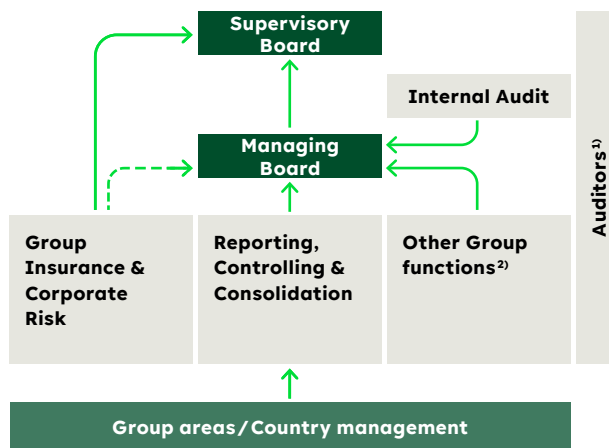 Supervisory
Board
Internal Audit
Managing
Board
Auditors¹⁾
Group
Insurance &
Corporate
Risk
Reporting,
Controlling &
Consolidation
Other Group
functions²⁾
Group areas/Country management